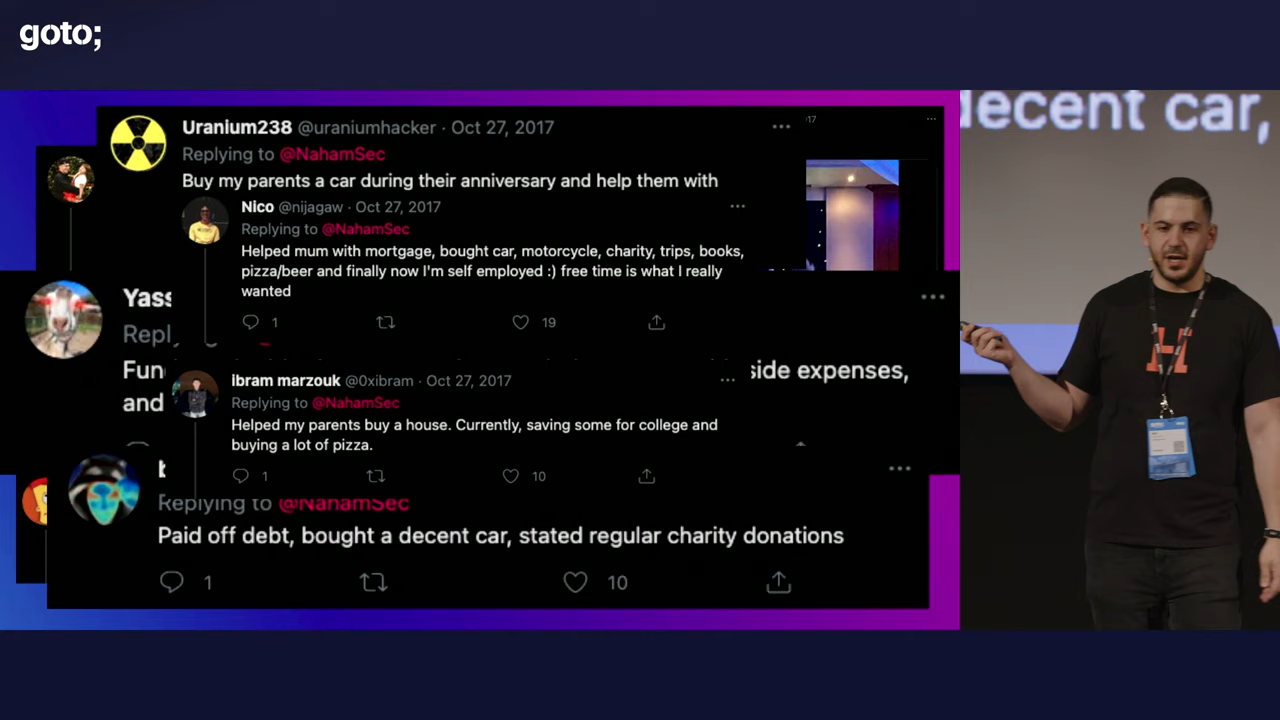 goto;
Uranium238 @uraniumhacker · Oct 27, 2017
Replying to @NahamSec
Buy my parents a car during their anniversary and help them with
17
Nico @nijagaw · Oct 27, 2017
Replying to @NahamSec
Helped mum with mortgage, bought car, motorcycle, charity, trips, books,
pizza/beer and finally now I'm self employed :) free time is what I really
wanted
1 19
Yass
Repl
Fun
side expenses,
and
ibram marzouk @0xibram · Oct 27, 2017
Replying to @NahamSec
Helped my parents buy a house. Currently, saving some for college and
buying a lot of pizza.
1 10
Replying to @NahamSec
Paid off debt, bought a decent car, stated regular charity donations
1 10
decent car,
H